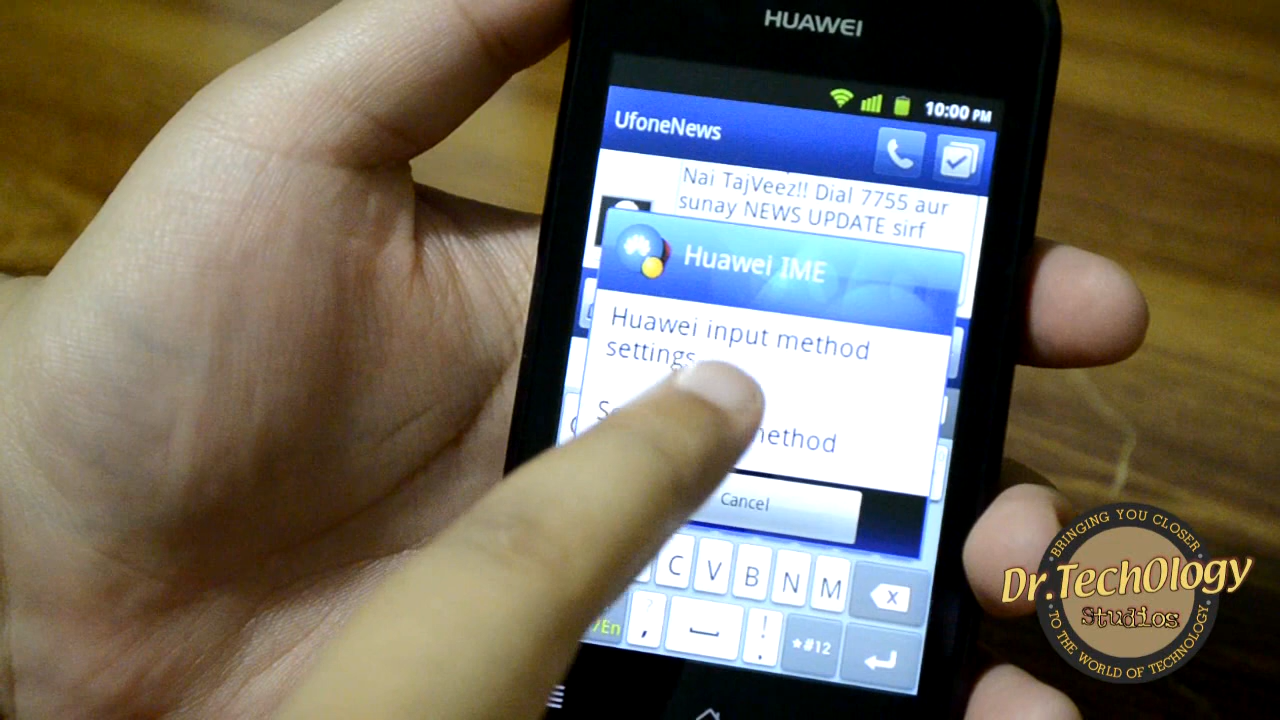 HUAWEI
10:00 PM
UfoneNews
Nai TajVeez!! Dial 7755 aur
sunay NEWS UPDATE sirf
Huawei IME
Huawei input method
settings
method
Cancel
C V B N M
/En , ! . *#12
BRINGING YOU CLOSER
Dr.TechOlogy
Studios
TO THE WORLD OF TECHNOLOGY